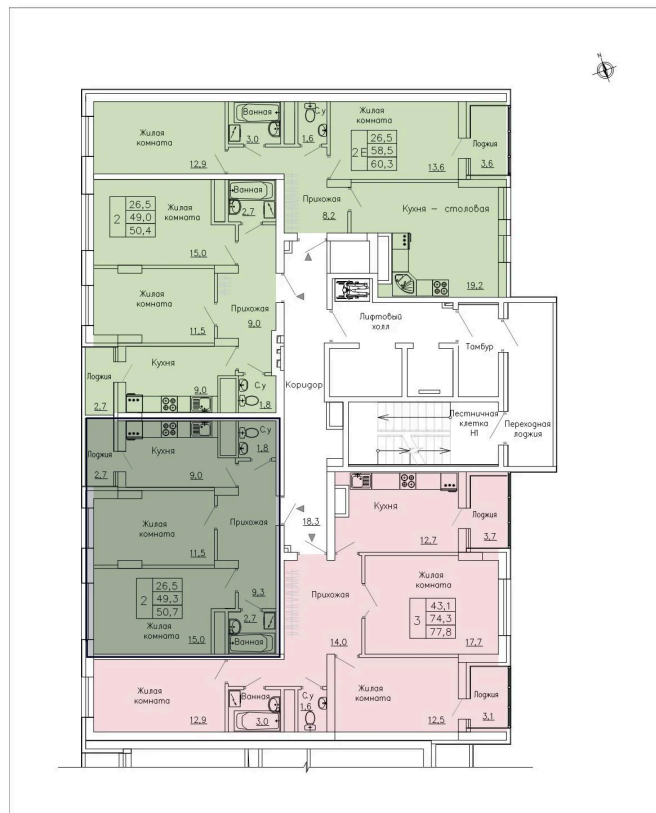 N
Жилая
комната
12,9
Ванная
3,0
С.у
1,6
Жилая
комната
2Е
26,5
58,5
60,3
13,6
Лоджия
3,6
2
26,5
49,0
50,4
Жилая
комната
15,0
Ванная
2,7
Прихожая
8,2
Кухня — столовая
19,2
Жилая
комната
11,5
Прихожая
9,0
Лифтовый
холл
Тамбур
Лоджия
2,7
Кухня
9,0
С.у
1,8
Коридор
Лестничная
клетка
Н1
Переходная
лоджия
Лоджия
2,7
Кухня
9,0
С.у
1,8
Жилая
комната
11,5
Прихожая
9,3
18,3
Кухня
12,7
Лоджия
3,7
2
26,5
49,3
50,7
Жилая
комната
15,0
2,7
Ванная
Прихожая
14,0
Жилая
комната
3
43,1
74,3
77,8
17,7
Жилая
комната
12,9
Ванная
3,0
С.у
1,6
Жилая
комната
12,5
Лоджия
3,1